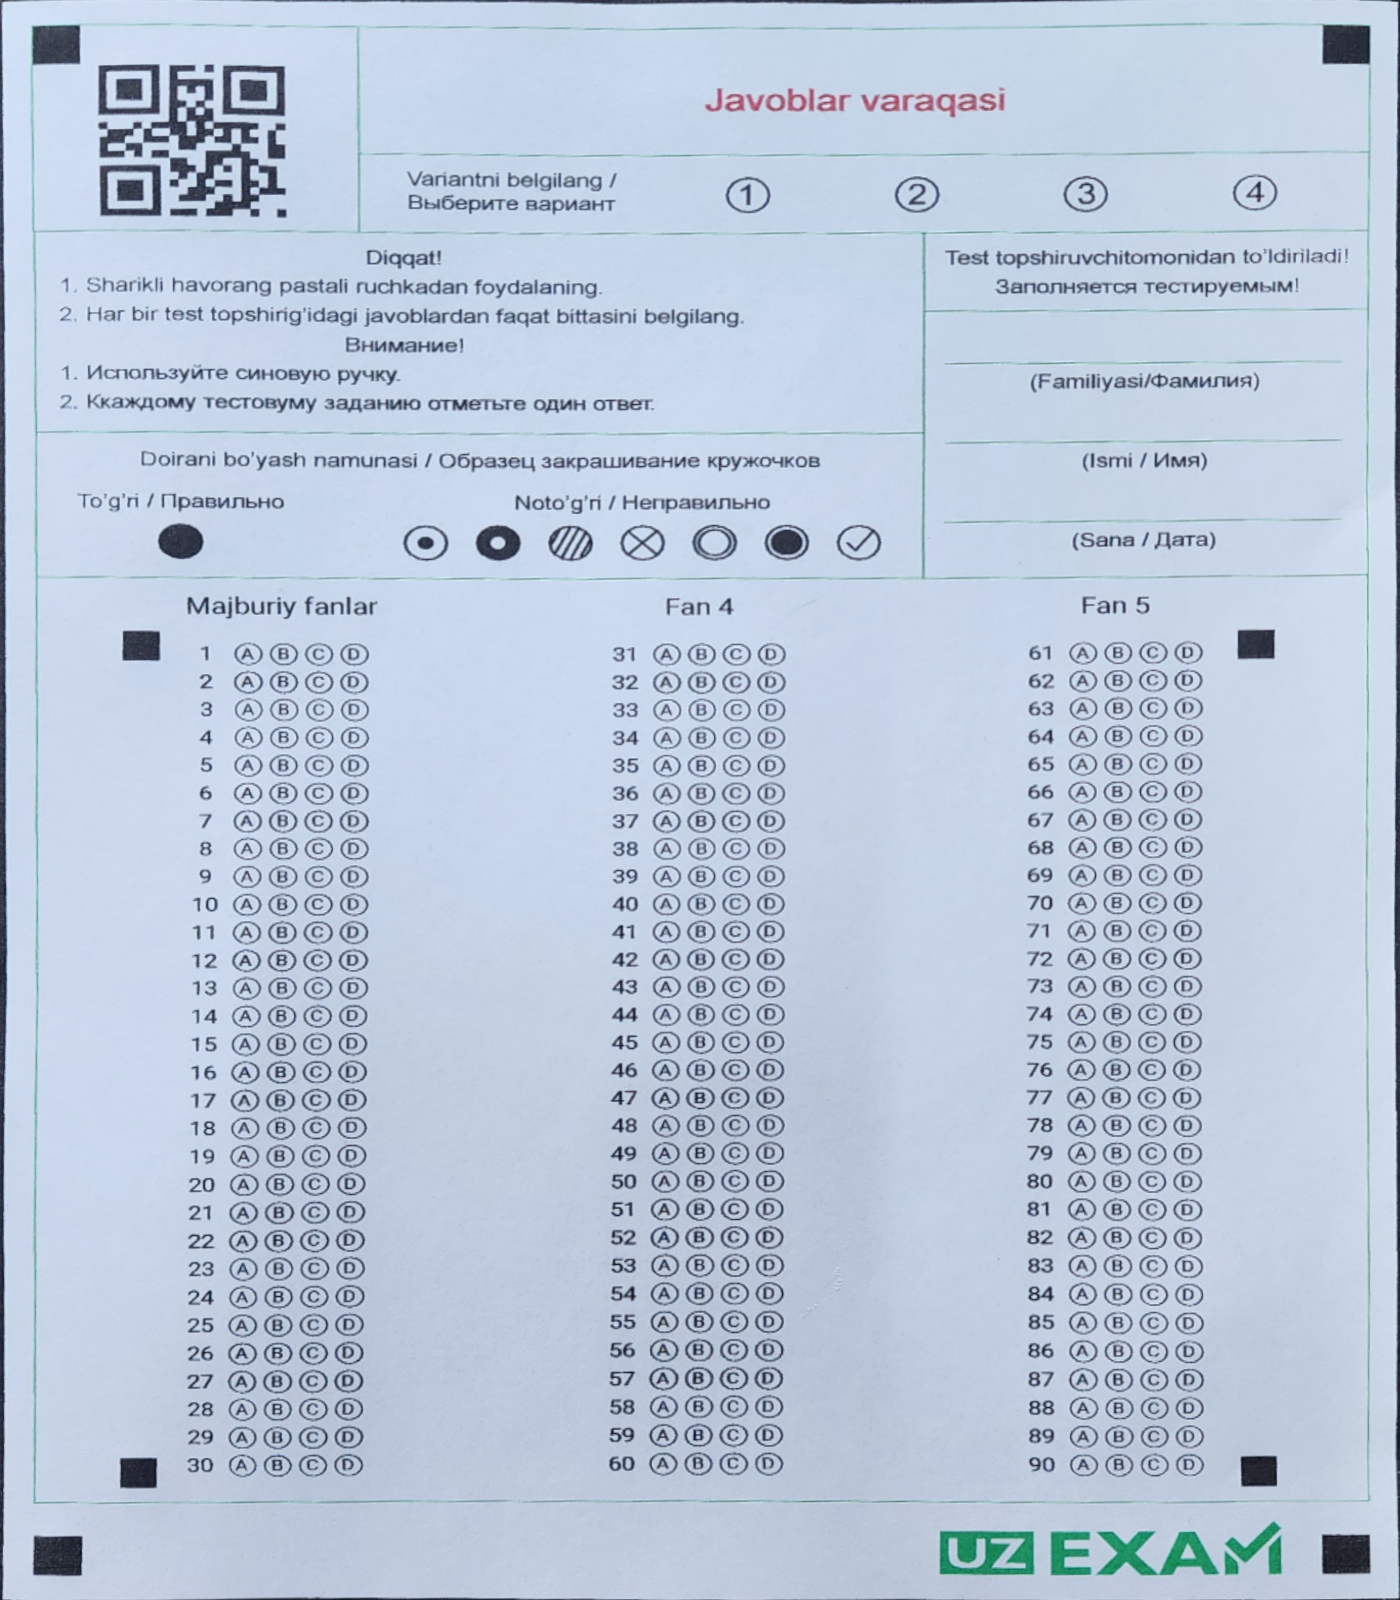 Javoblar varaqasi
Variantni belgilang /
Выберите вариант
1 2 3 4
Diqqat!
1. Sharikli havorang pastali ruchkadan foydalaning.
2. Har bir test topshirig'idagi javoblardan faqat bittasini belgilang.
Внимание!
1. Используйте синовую ручку.
2. Ккаждому тестовуму заданию отметьте один ответ.
Test topshiruvchitomonidan to'ldiriladi!
Заполняется тестируемым!
(Familiyasi/Фамилия)
(Ismi / Имя)
(Sana / Дата)
Doirani bo'yash namunasi / Образец закрашивание кружочков
To'g'ri / Правильно
Noto'g'ri / Неправильно
Majburiy fanlar
1 A B C D
2 A B C D
3 A B C D
4 A B C D
5 A B C D
6 A B C D
7 A B C D
8 A B C D
9 A B C D
10 A B C D
11 A B C D
12 A B C D
13 A B C D
14 A B C D
15 A B C D
16 A B C D
17 A B C D
18 A B C D
19 A B C D
20 A B C D
21 A B C D
22 A B C D
23 A B C D
24 A B C D
25 A B C D
26 A B C D
27 A B C D
28 A B C D
29 A B C D
30 A B C D
Fan 4
31 A B C D
32 A B C D
33 A B C D
34 A B C D
35 A B C D
36 A B C D
37 A B C D
38 A B C D
39 A B C D
40 A B C D
41 A B C D
42 A B C D
43 A B C D
44 A B C D
45 A B C D
46 A B C D
47 A B C D
48 A B C D
49 A B C D
50 A B C D
51 A B C D
52 A B C D
53 A B C D
54 A B C D
55 A B C D
56 A B C D
57 A B C D
58 A B C D
59 A B C D
60 A B C D
Fan 5
61 A B C D
62 A B C D
63 A B C D
64 A B C D
65 A B C D
66 A B C D
67 A B C D
68 A B C D
69 A B C D
70 A B C D
71 A B C D
72 A B C D
73 A B C D
74 A B C D
75 A B C D
76 A B C D
77 A B C D
78 A B C D
79 A B C D
80 A B C D
81 A B C D
82 A B C D
83 A B C D
84 A B C D
85 A B C D
86 A B C D
87 A B C D
88 A B C D
89 A B C D
90 A B C D
UZ EXAM